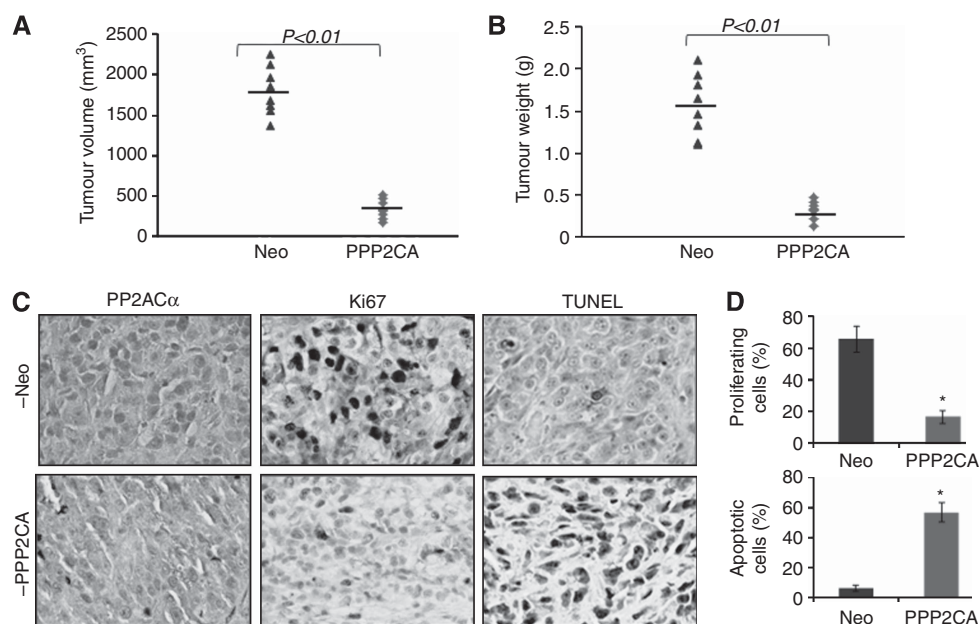 A
Tumour volume (mm³)
2500
2000
1500
1000
500
0
P<0.01
Neo PPP2CA
B
Tumour weight (g)
2.5
2.0
1.5
1.0
0.5
0
P<0.01
Neo PPP2CA
C
PP2ACα Ki67 TUNEL
–Neo
–PPP2CA
D
Proliferating
cells (%)
80
60
40
20
0
*
Neo PPP2CA
Apoptotic
cells (%)
80
60
40
20
0
*
Neo PPP2CA